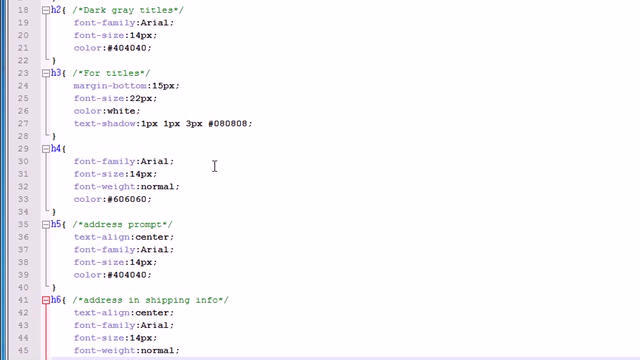 18 h2{ /*Dark gray titles*/
19 font-family:Arial;
20 font-size:14px;
21 color:#404040;
22 }
23 h3{ /*For titles*/
24 margin-bottom:15px;
25 font-size:22px;
26 color:white;
27 text-shadow:1px 1px 3px #080808;
28 }
29 h4{
30 font-family:Arial;
31 font-size:14px;
32 font-weight:normal;
33 color:#606060;
34 }
35 h5{ /*address prompt*/
36 text-align:center;
37 font-family:Arial;
38 font-size:14px;
39 color:#404040;
40 }
41 h6{ /*address in shipping info*/
42 text-align:center;
43 font-family:Arial;
44 font-size:14px;
45 font-weight:normal;